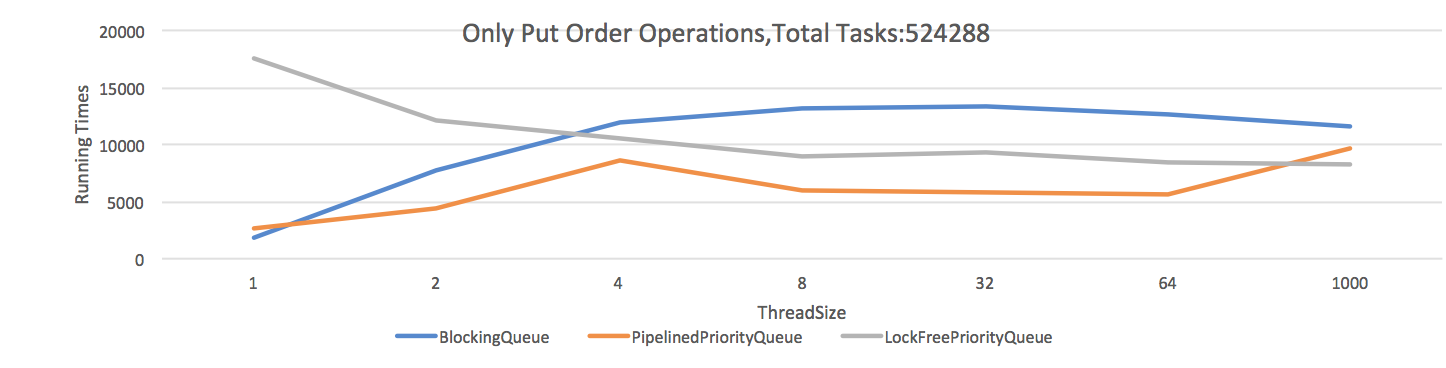 Only Put Order Operations,Total Tasks:524288
20000
15000
10000
5000
0
Running Times
1 2 4 8 32 64 1000
ThreadSize
BlockingQueue PipelinedPriorityQueue LockFreePriorityQueue